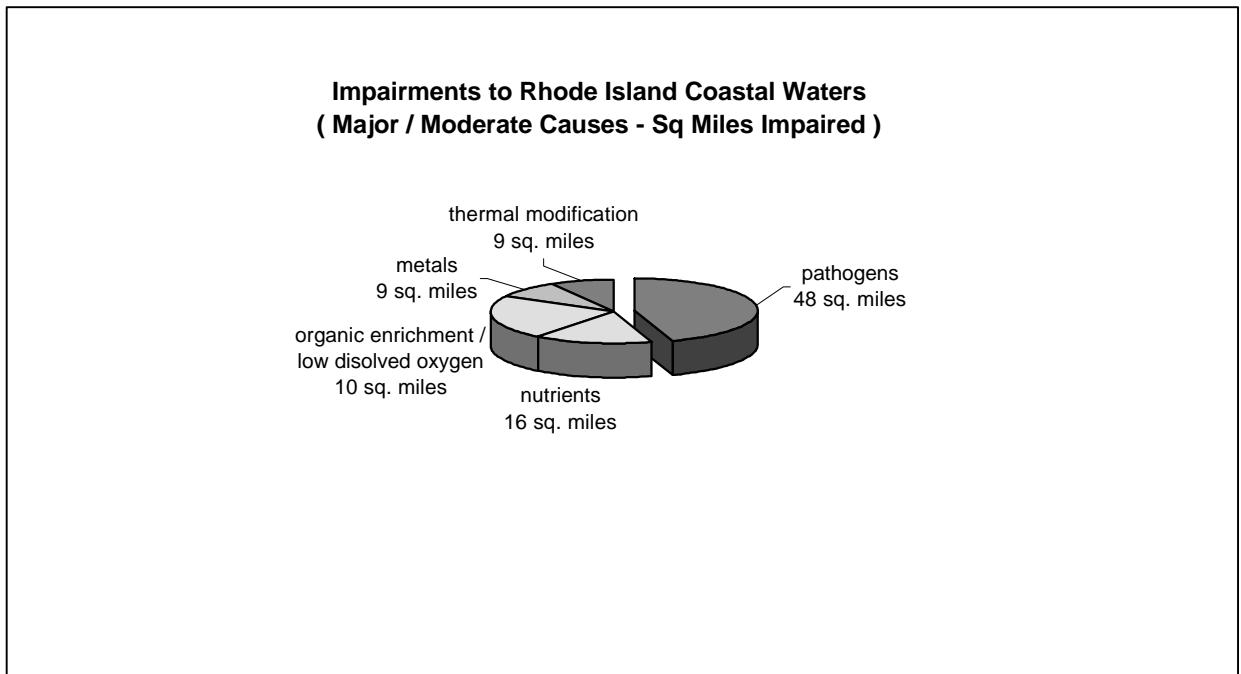 Impairments to Rhode Island Coastal Waters
( Major / Moderate Causes - Sq Miles Impaired )
thermal modification
9 sq. miles
metals
9 sq. miles
pathogens
48 sq. miles
organic enrichment /
low disolved oxygen
10 sq. miles
nutrients
16 sq. miles